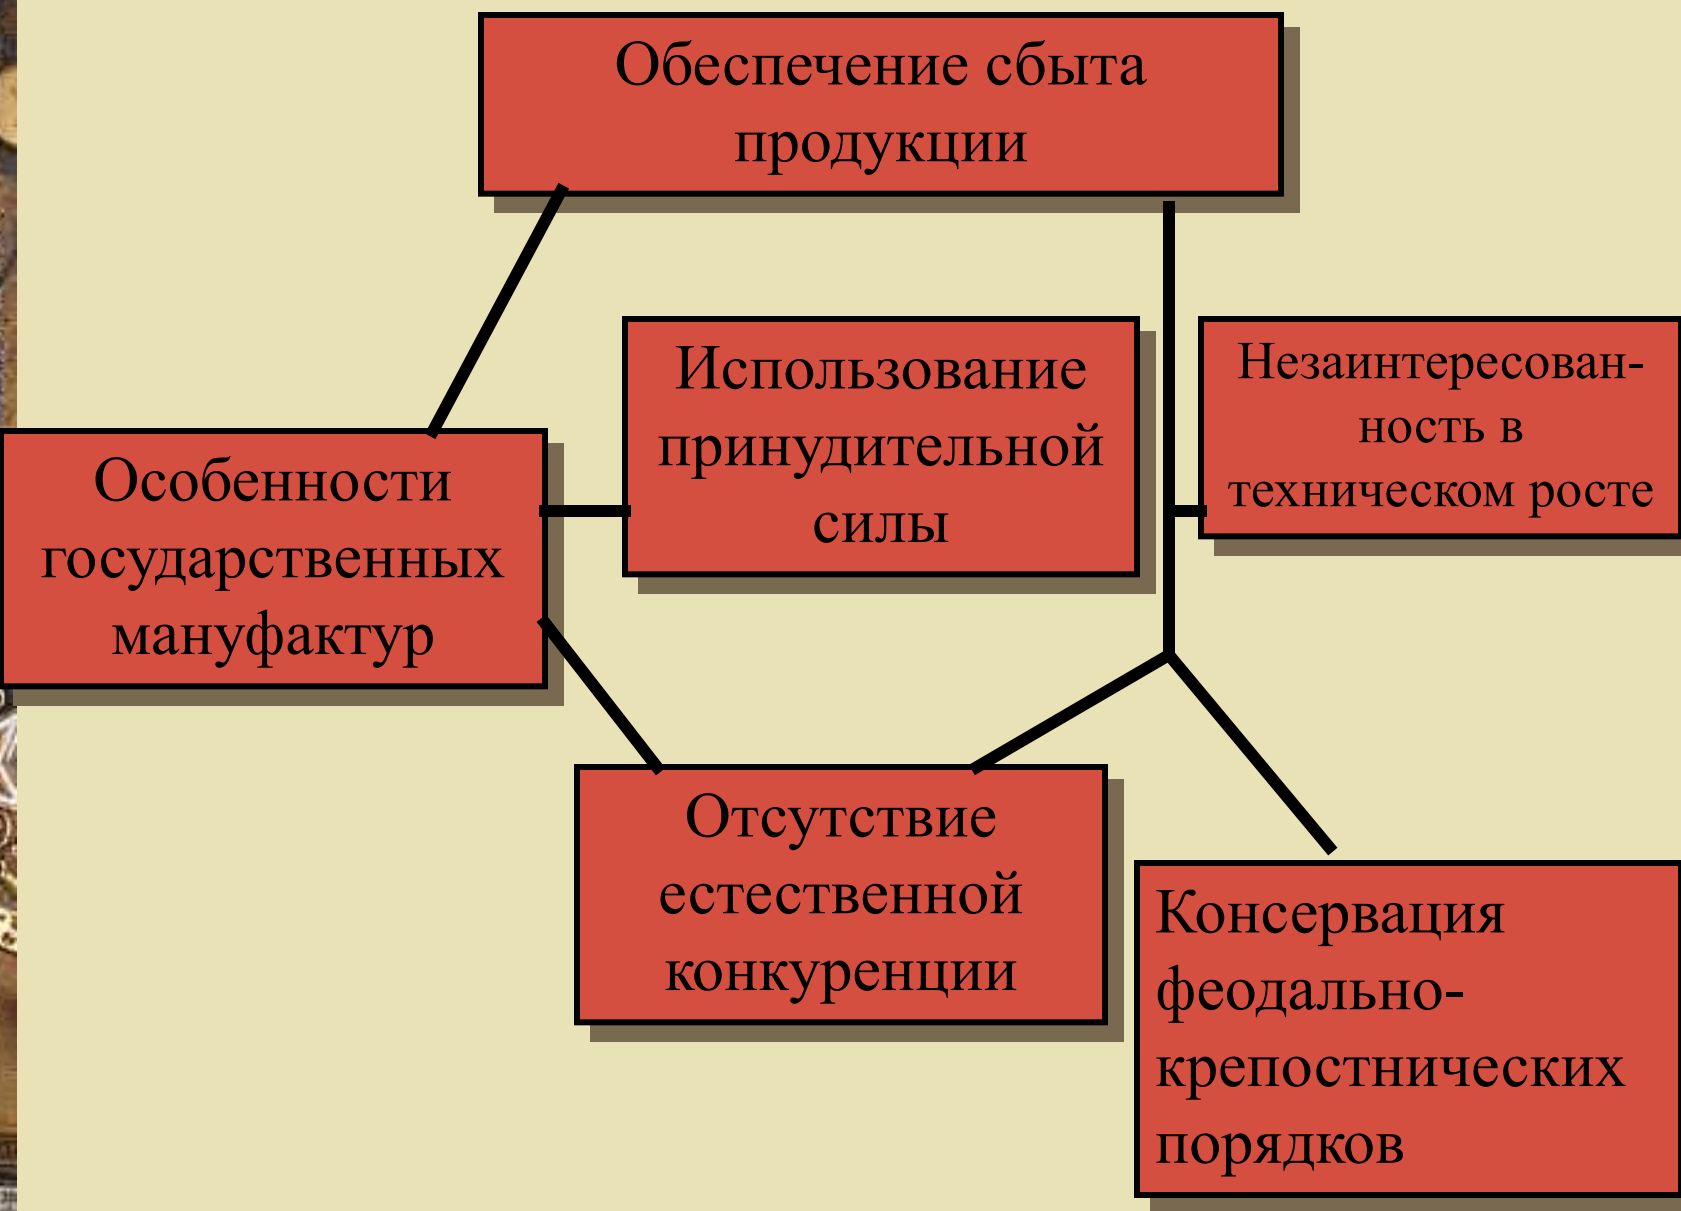 Обеспечение сбыта
продукции
Использование
принудительной
силы
Незаинтересован-
ность в
техническом росте
Особенности
государственных
мануфактур
Отсутствие
естественной
конкуренции
Консервация
феодально-
крепостнических
порядков